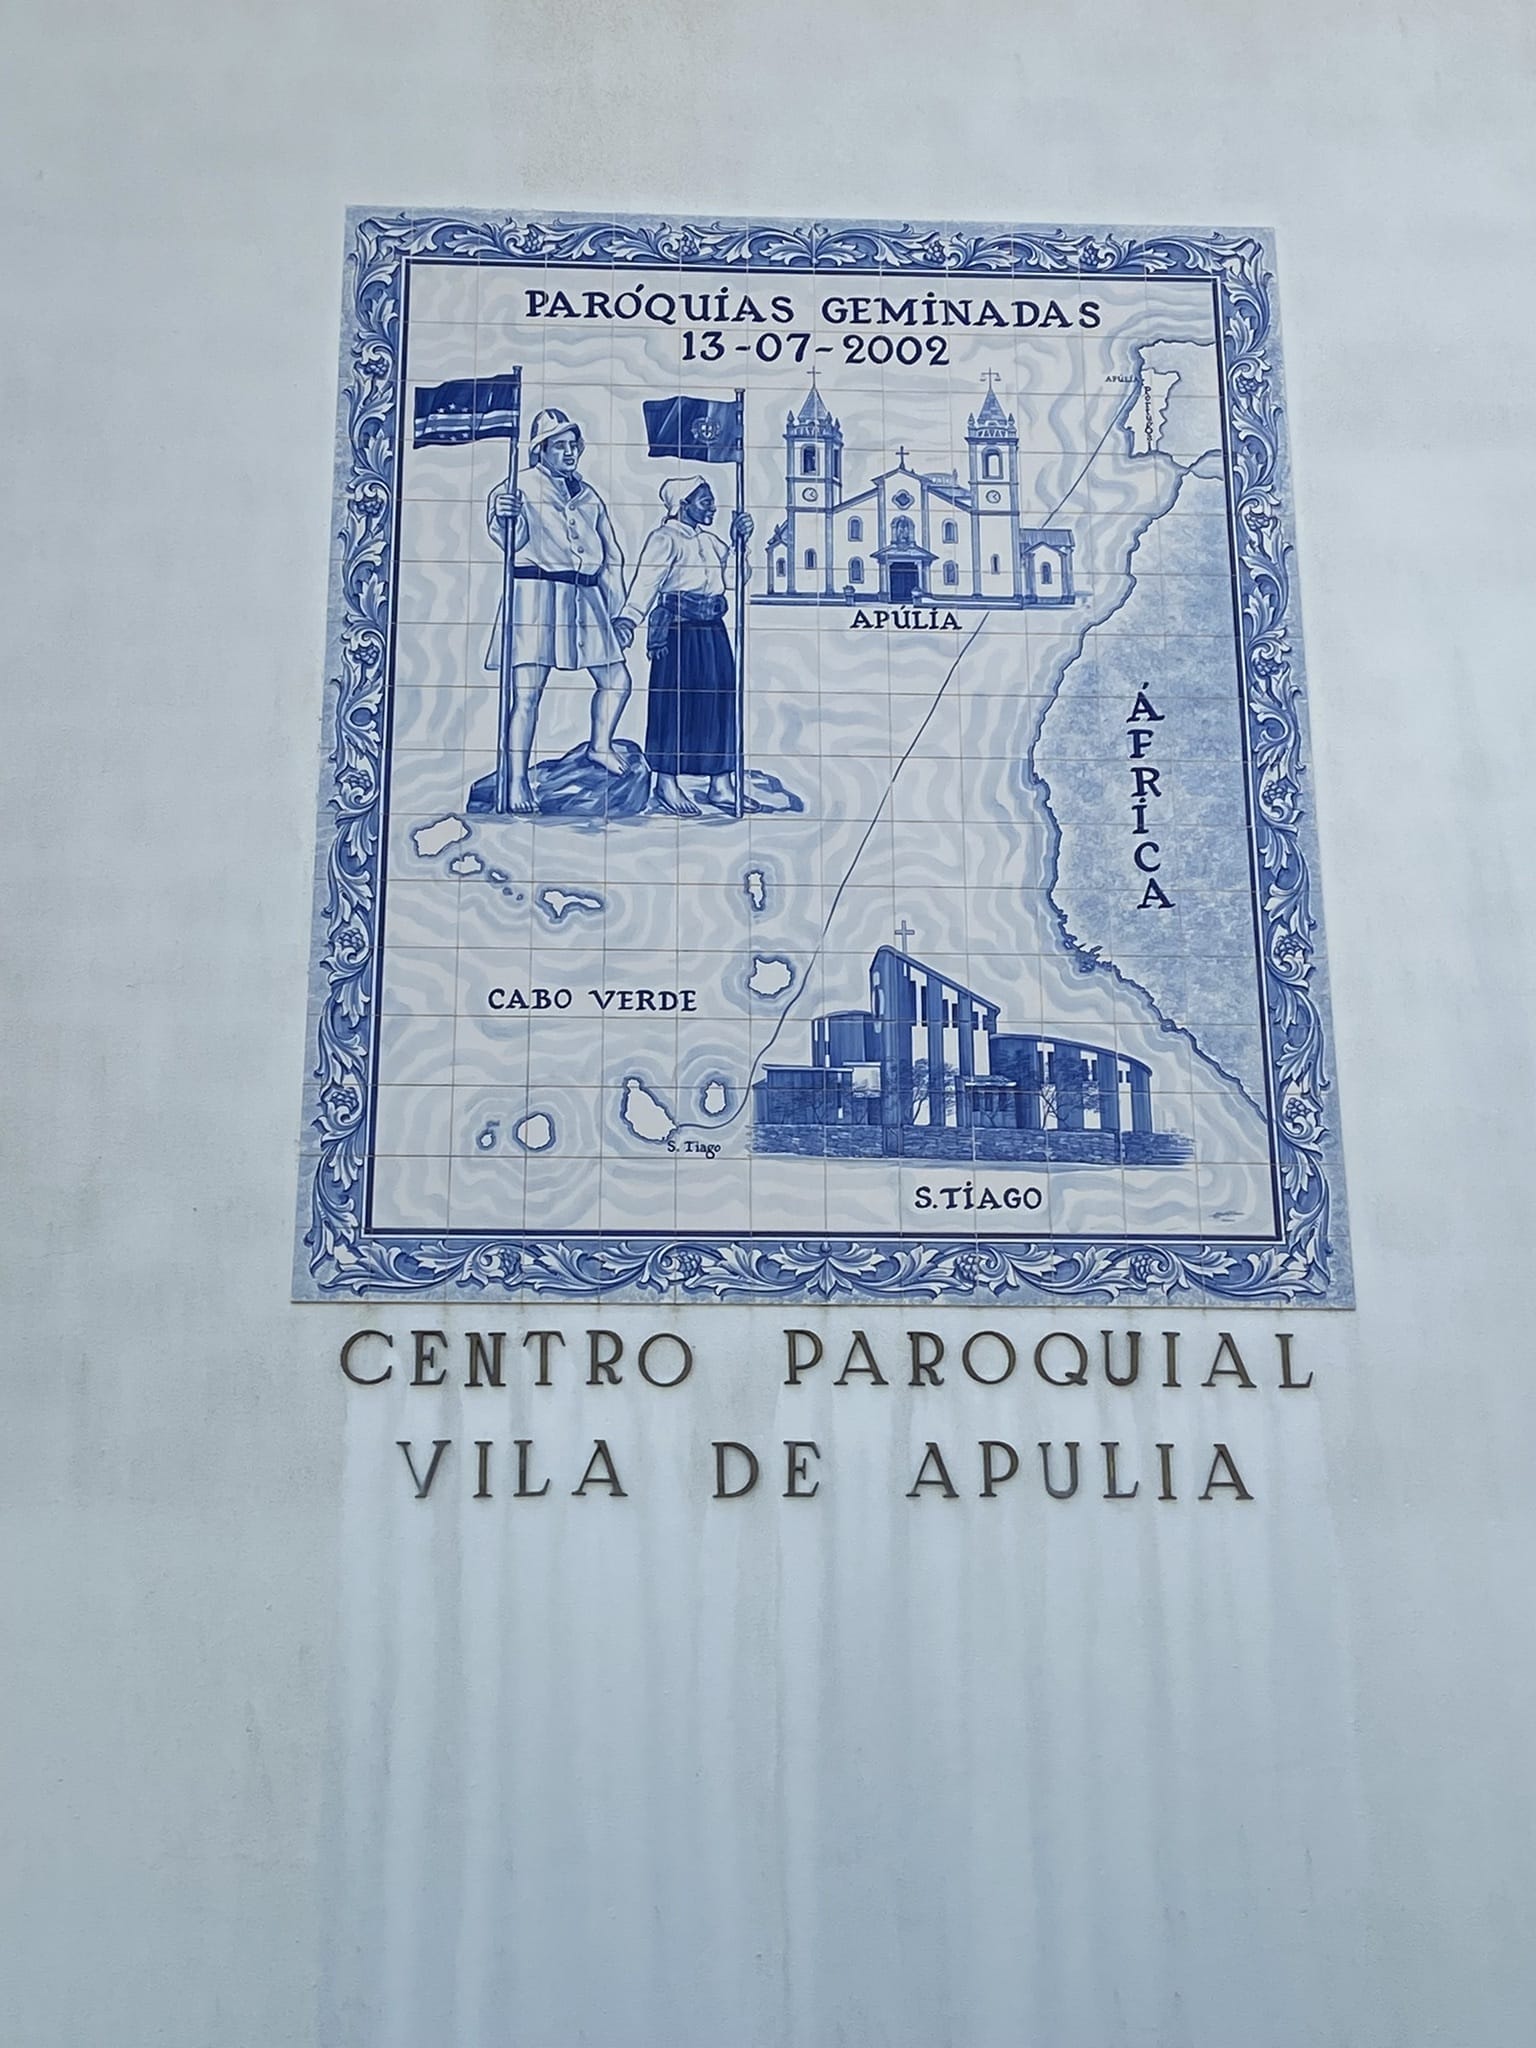 PARÓQUIAS GEMINADAS
13-07-2002
APÚLIA
PORTUGAL
APÚLIA
ÁFRICA
CABO VERDE
S. Tiago
S.TIAGO
CENTRO PAROQUIAL
VILA DE APULIA